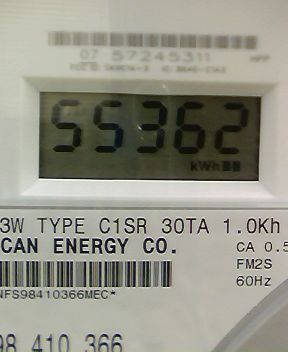 07 57245311
55362
kWh
3W TYPE C1SR 30TA 1.0Kh
CAN ENERGY CO.
CA 0.5
FM2S
60Hz
NFS98410366MEC*
98 410 366